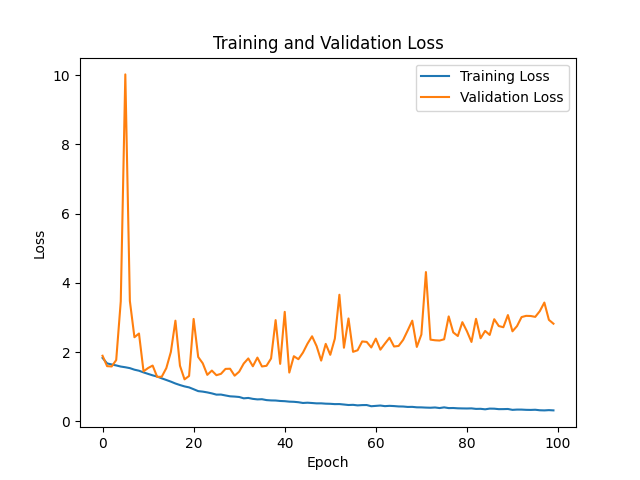 Training and Validation Loss
Training Loss
Validation Loss
10
8
6
4
2
0
Loss
0 20 40 60 80 100
Epoch